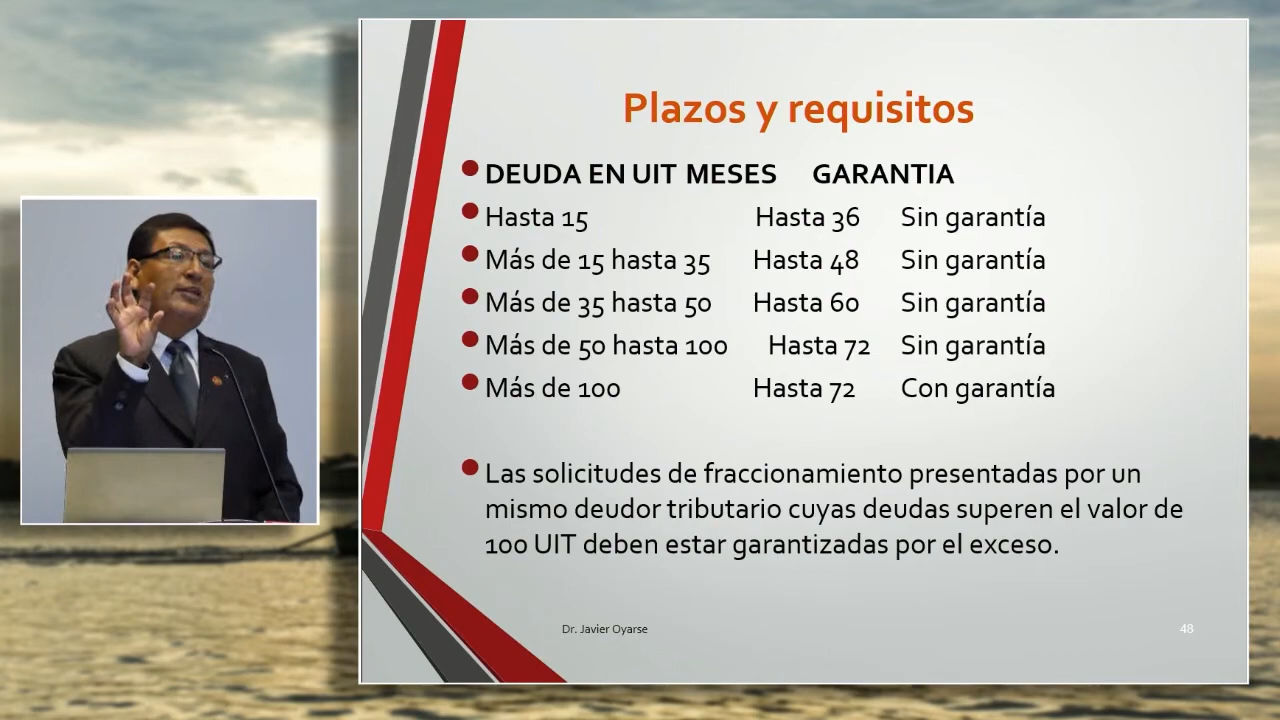 Plazos y requisitos
DEUDA EN UIT MESES GARANTIA
Hasta 15 Hasta 36 Sin garantía
Más de 15 hasta 35 Hasta 48 Sin garantía
Más de 35 hasta 50 Hasta 60 Sin garantía
Más de 50 hasta 100 Hasta 72 Sin garantía
Más de 100 Hasta 72 Con garantía
Las solicitudes de fraccionamiento presentadas por un
mismo deudor tributario cuyas deudas superen el valor de
100 UIT deben estar garantizadas por el exceso.
Dr. Javier Oyarse 48